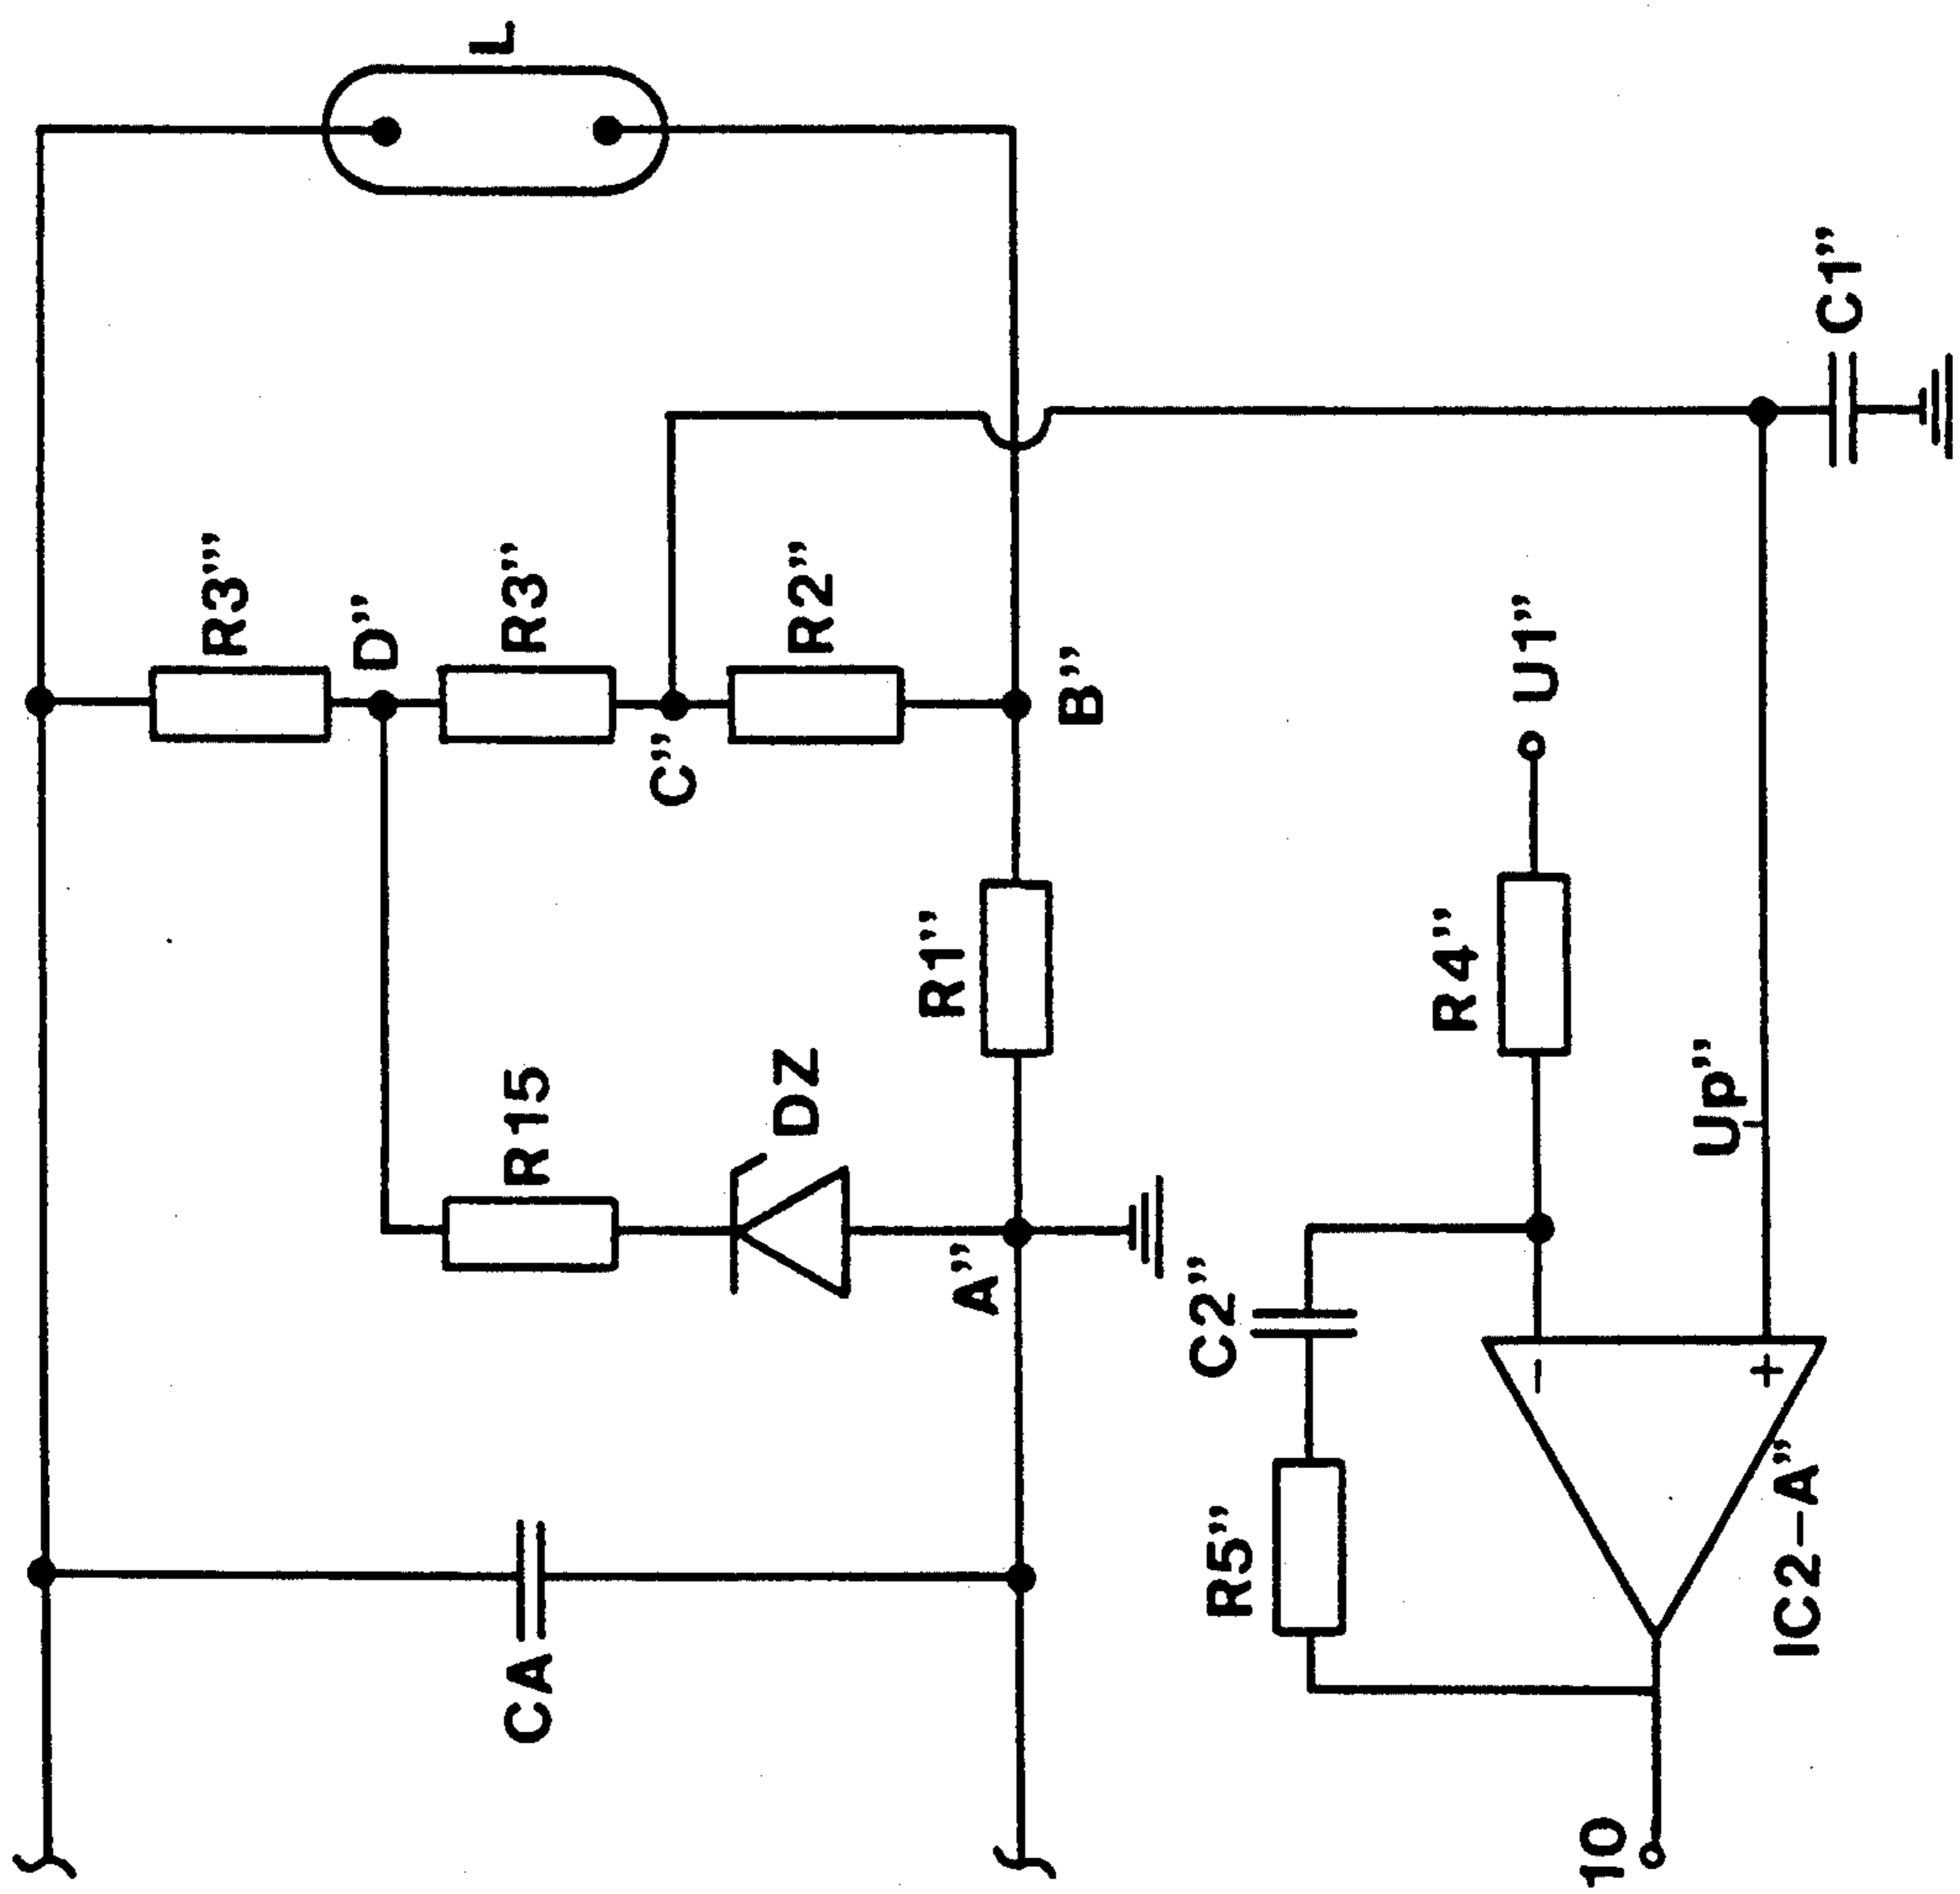 L
R3"'
D"
R3"
C"
R2"
B"
R15
DZ
R1"
A"
CA
C1"
U1"
R4"
Up"
C2"
R5"
-
+
IC2-A"
10